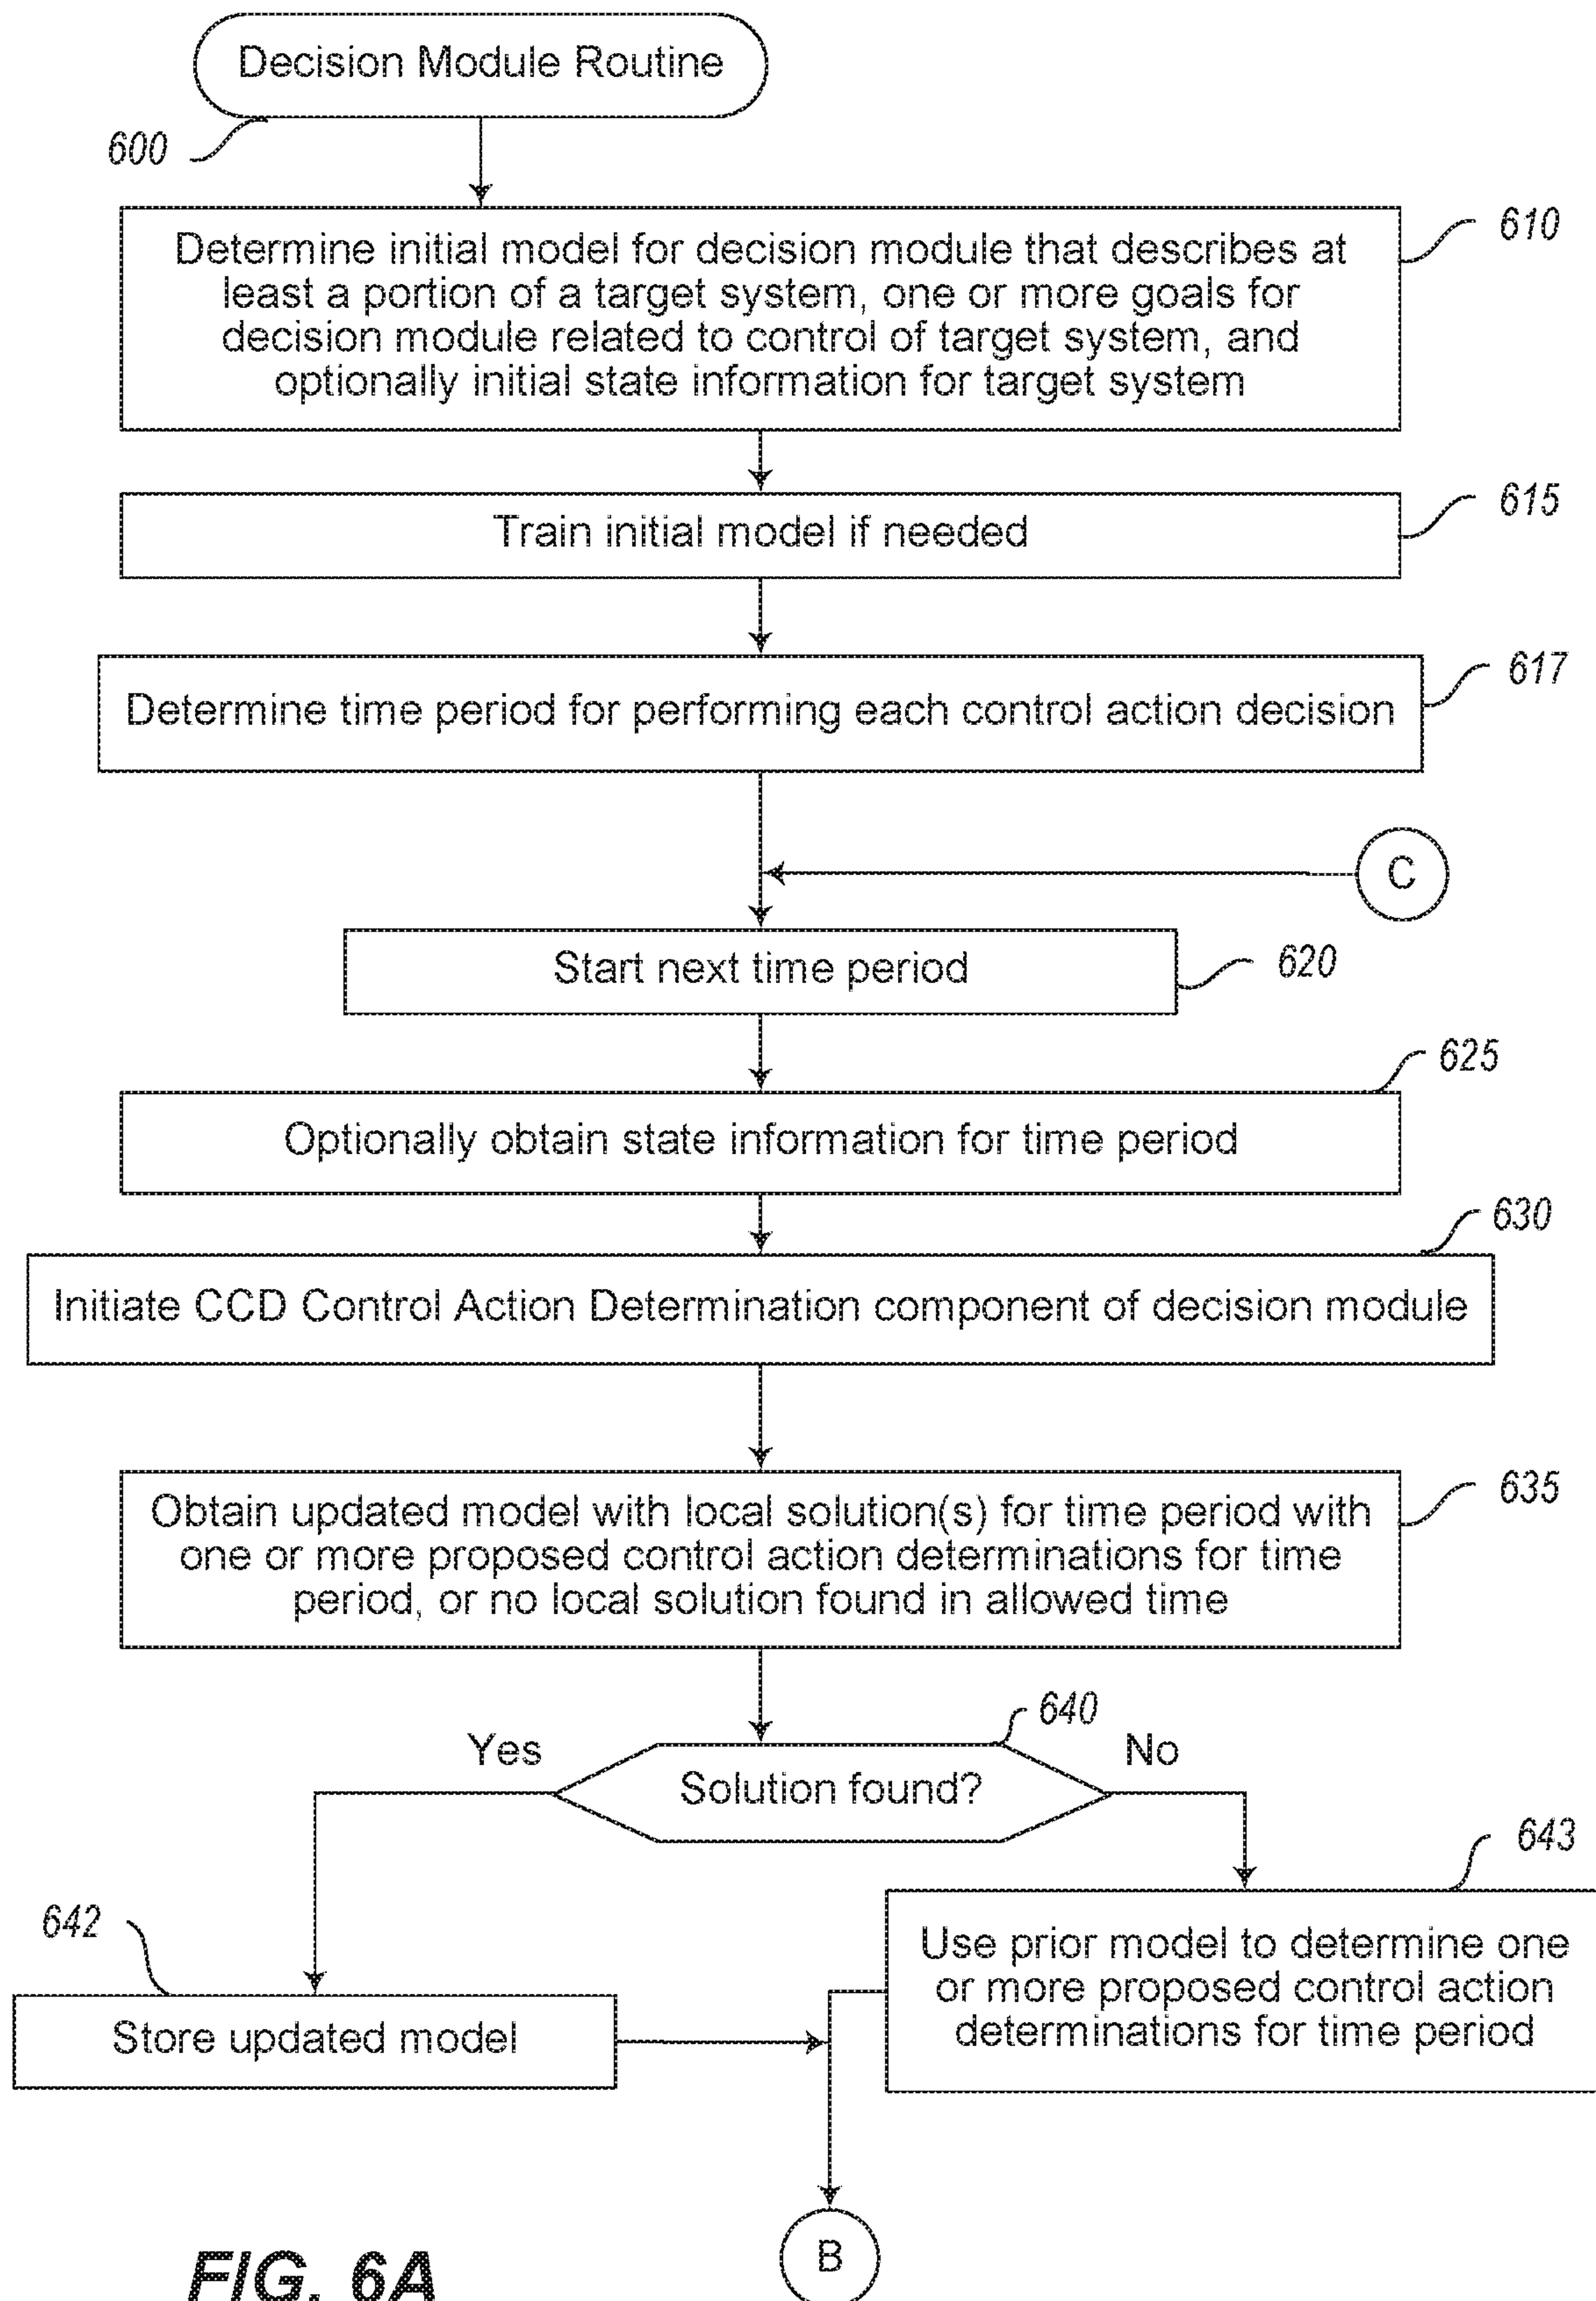 Decision Module Routine
600
610
Determine initial model for decision module that describes at
least a portion of a target system, one or more goals for
decision module related to control of target system, and
optionally initial state information for target system
615
Train initial model if needed
617
Determine time period for performing each control action decision
C
Start next time period
620
625
Optionally obtain state information for time period
630
Initiate CCD Control Action Determination component of decision module
635
Obtain updated model with local solution(s) for time period with
one or more proposed control action determinations for time
period, or no local solution found in allowed time
640
Yes
No
Solution found?
643
642
Use prior model to determine one
or more proposed control action
determinations for time period
Store updated model
B
FIG. 6A